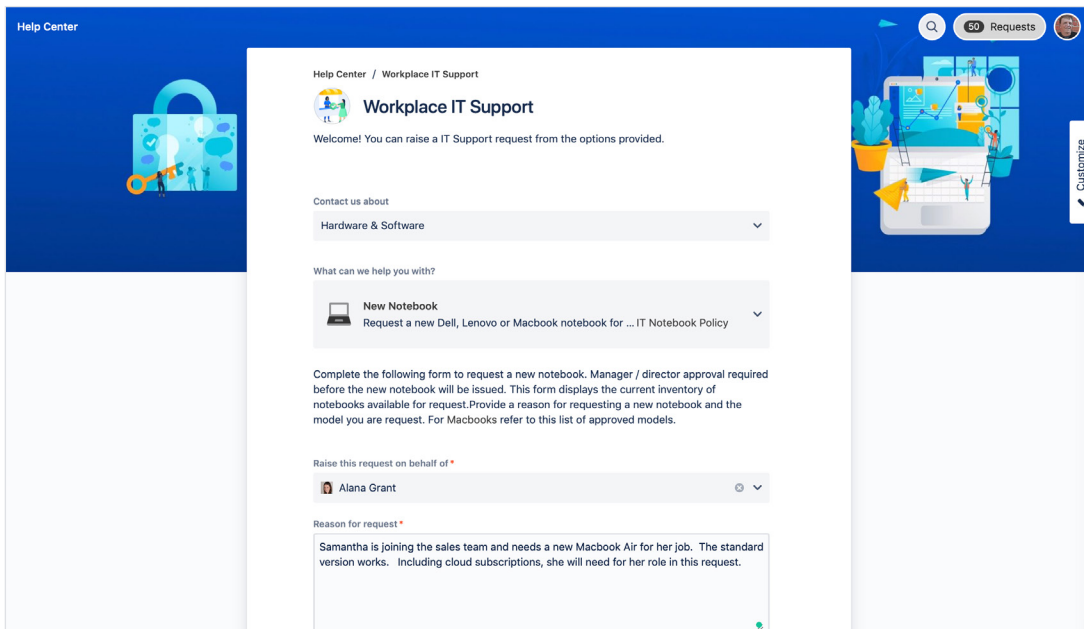 Help Center
50 Requests
Help Center / Workplace IT Support
Workplace IT Support
Welcome! You can raise a IT Support request from the options provided.
Customize
Contact us about
Hardware & Software
What can we help you with?
New Notebook
Request a new Dell, Lenovo or Macbook notebook for ... IT Notebook Policy
Complete the following form to request a new notebook. Manager / director approval required
before the new notebook will be issued. This form displays the current inventory of
notebooks available for request.Provide a reason for requesting a new notebook and the
model you are request. For Macbooks refer to this list of approved models.
Raise this request on behalf of *
Alana Grant
Reason for request *
Samantha is joining the sales team and needs a new Macbook Air for her job.  The standard
version works.   Including cloud subscriptions, she will need for her role in this request.